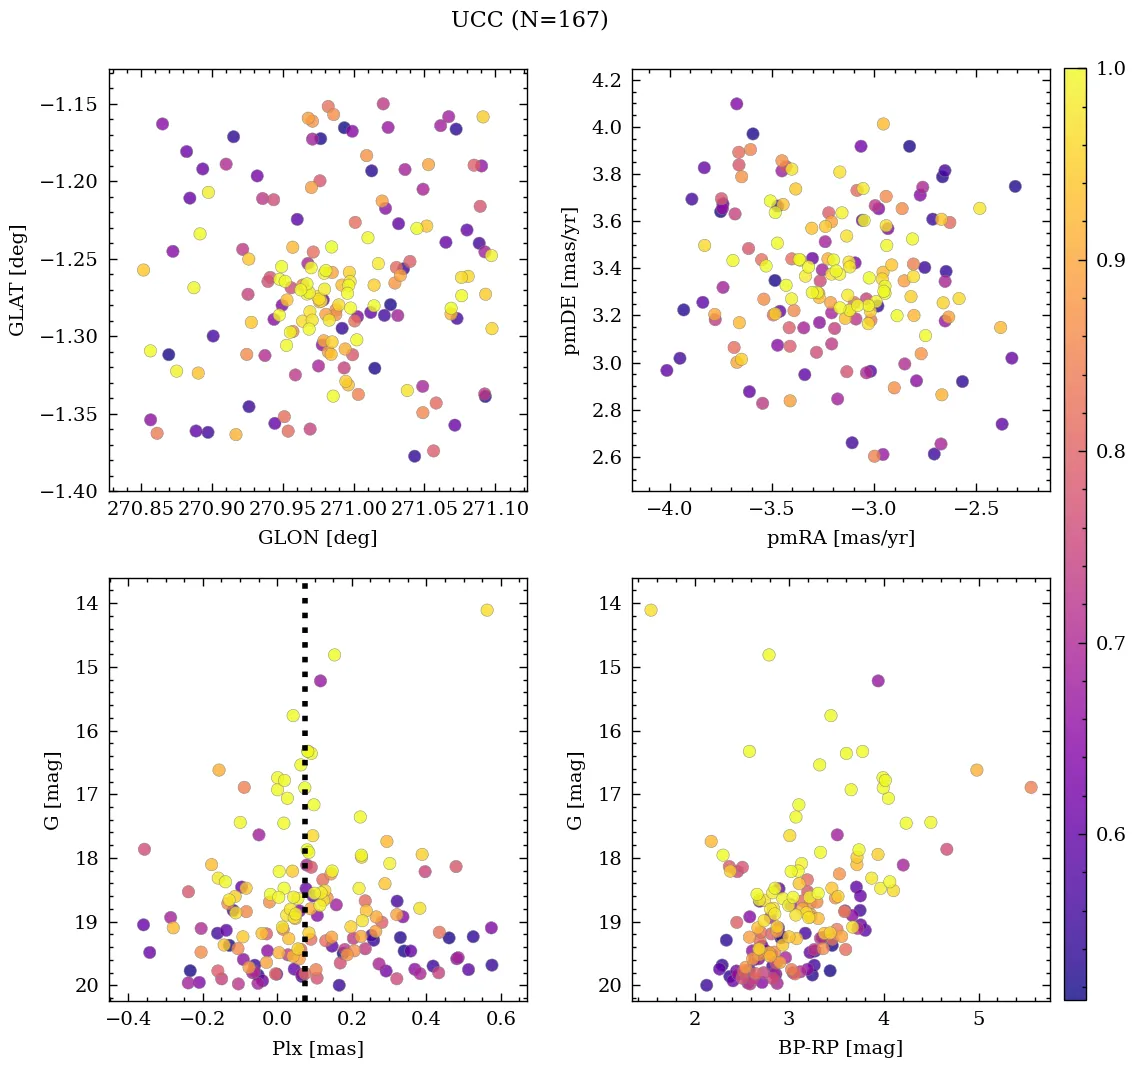 UCC (N=167)
−1.15
−1.20
−1.25
−1.30
−1.35
−1.40
GLAT [deg]
270.85 270.90 270.95 271.00 271.05 271.10
GLON [deg]
4.2
4.0
3.8
3.6
3.4
3.2
3.0
2.8
2.6
pmDE [mas/yr]
−4.0 −3.5 −3.0 −2.5
pmRA [mas/yr]
14
15
16
17
18
19
20
G [mag]
−0.4 −0.2 0.0 0.2 0.4 0.6
Plx [mas]
14
15
16
17
18
19
20
G [mag]
2 3 4 5
BP-RP [mag]
1.0
0.9
0.8
0.7
0.6